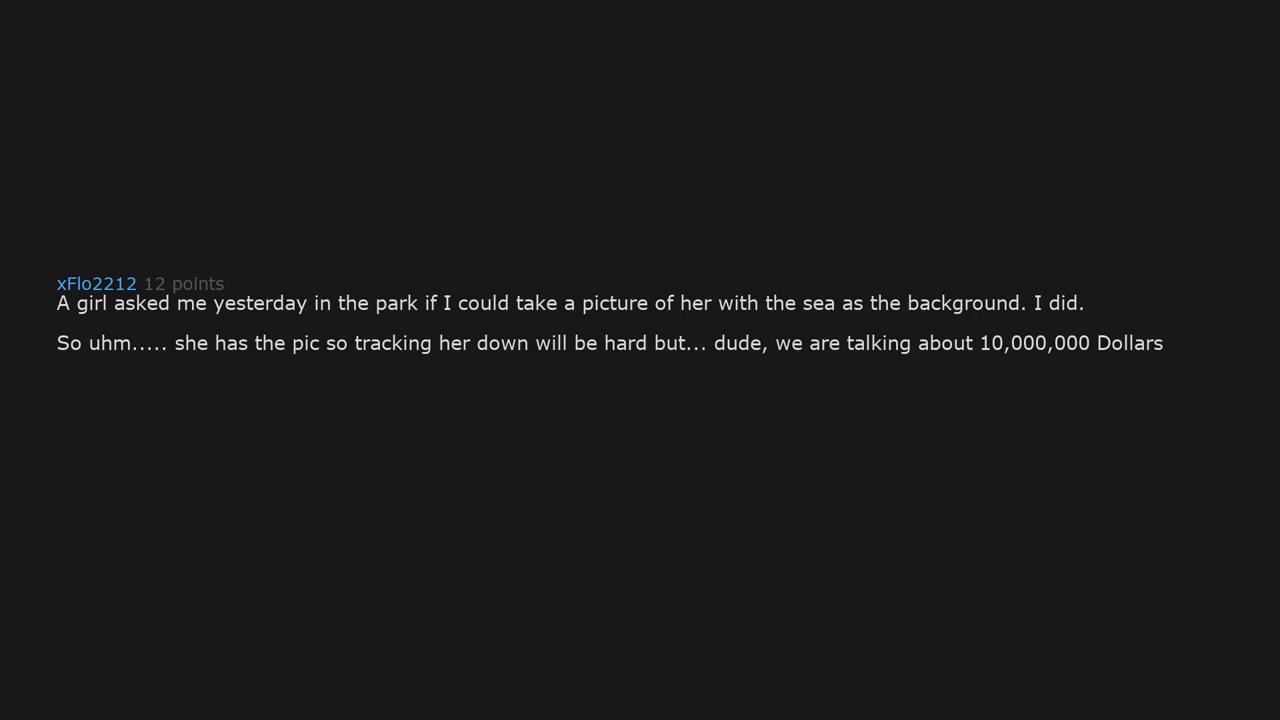 xFlo2212 12 points
A girl asked me yesterday in the park if I could take a picture of her with the sea as the background. I did.
So uhm..... she has the pic so tracking her down will be hard but... dude, we are talking about 10,000,000 Dollars